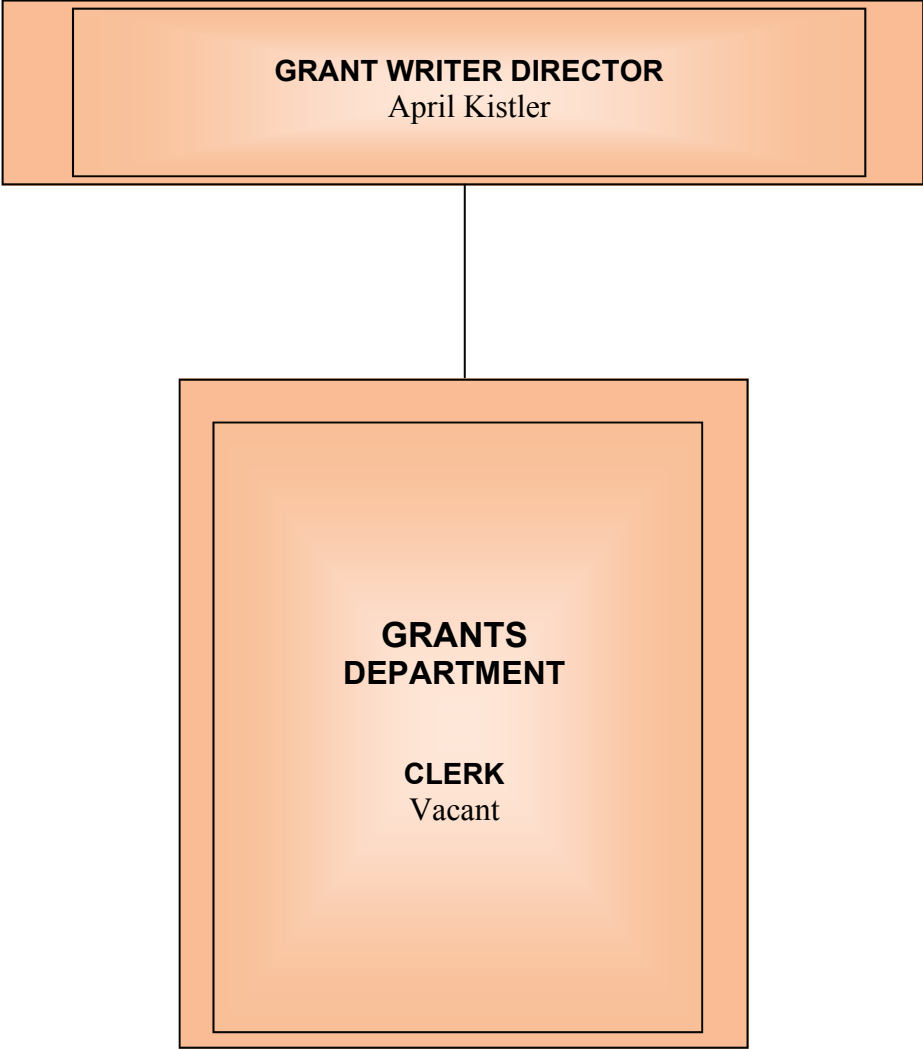 GRANT WRITER DIRECTOR
April Kistler
GRANTS
DEPARTMENT
CLERK
Vacant